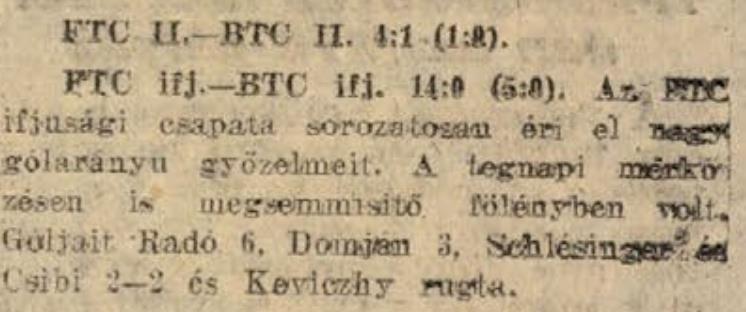 FTC II.—BTC II. 4:1 (1:0).
FTC ifj.—BTC ifj. 14:0 (5:0). Az FTC
ifjusági csapata sorozatosan éri el nagy
gólarányu győzelmeit. A tegnapi mérkő-
zésen is megsemmisitő fölényben volt.
Góljait Radó 6, Domján 3, Schlésinger és
Csibi 2—2 és Keviczhy rugta.